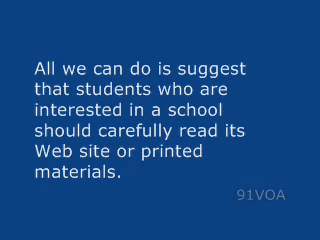 All we can do is suggest
that students who are
interested in a school
should carefully read its
Web site or printed
materials.
91VOA